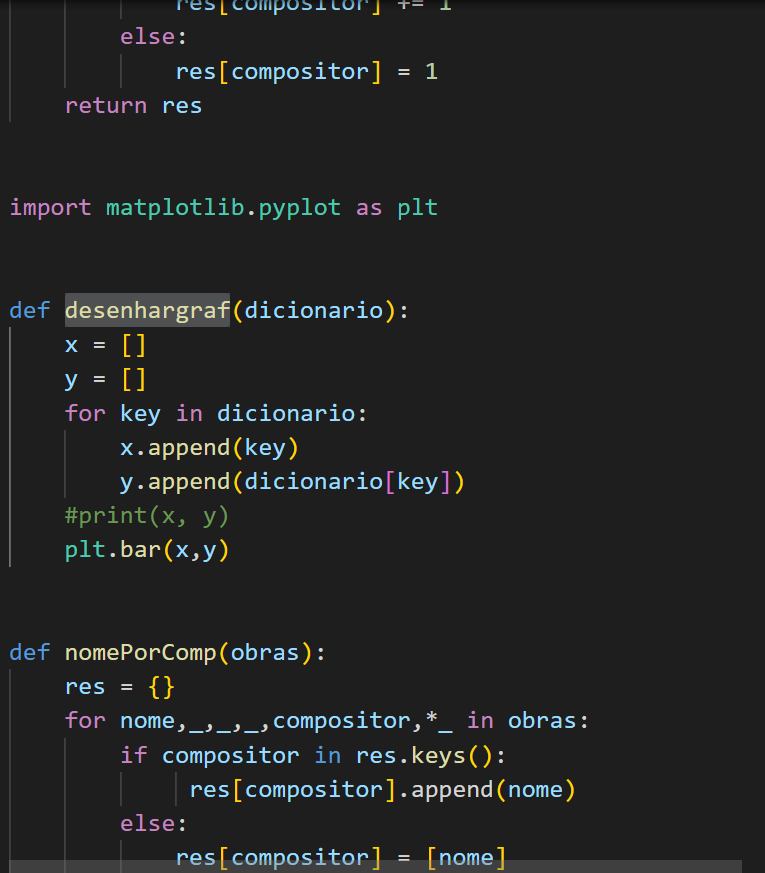 res[compositor] += 1
else:
res[compositor] = 1
return res
import matplotlib.pyplot as plt
def desenhargraf(dicionario):
x = []
y = []
for key in dicionario:
x.append(key)
y.append(dicionario[key])
#print(x, y)
plt.bar(x,y)
def nomePorComp(obras):
res = {}
for nome,_,_,_,compositor,*_ in obras:
if compositor in res.keys():
res[compositor].append(nome)
else:
res[compositor] = [nome]